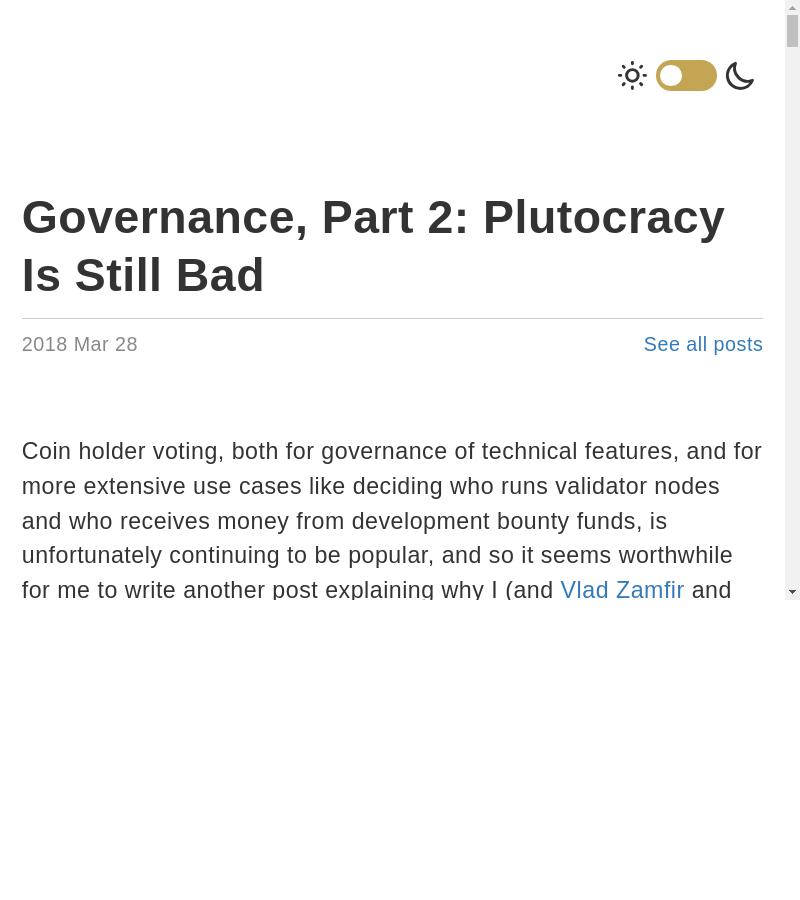 Governance, Part 2: Plutocracy
Is Still Bad
2018 Mar 28
See all posts
Coin holder voting, both for governance of technical features, and for
more extensive use cases like deciding who runs validator nodes
and who receives money from development bounty funds, is
unfortunately continuing to be popular, and so it seems worthwhile
for me to write another post explaining why I (and Vlad Zamfir and